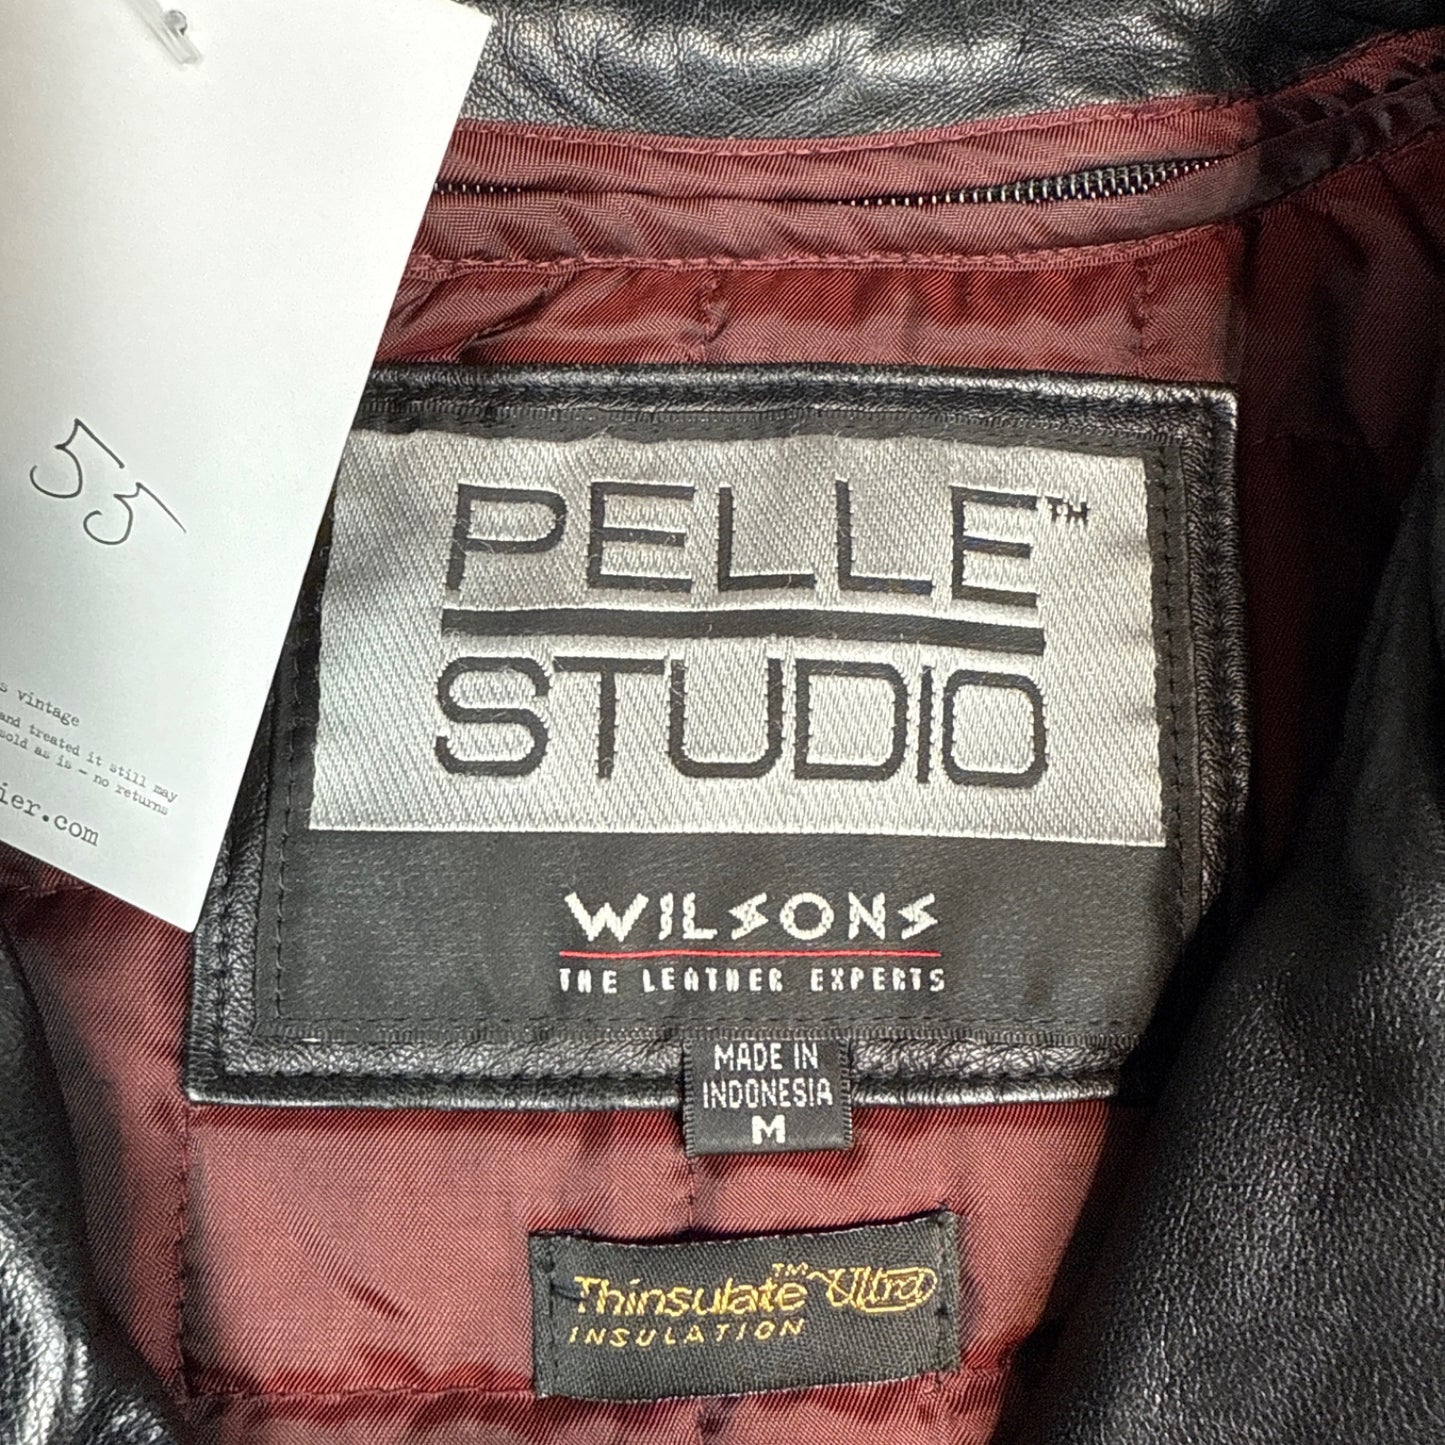 55
vintage
and treated it still may
sold as is - no returns
ier.com
PELLE™
STUDIO
WILSONS
THE LEATHER EXPERTS
MADE IN
INDONESIA
M
Thinsulate™ Ultra
INSULATION